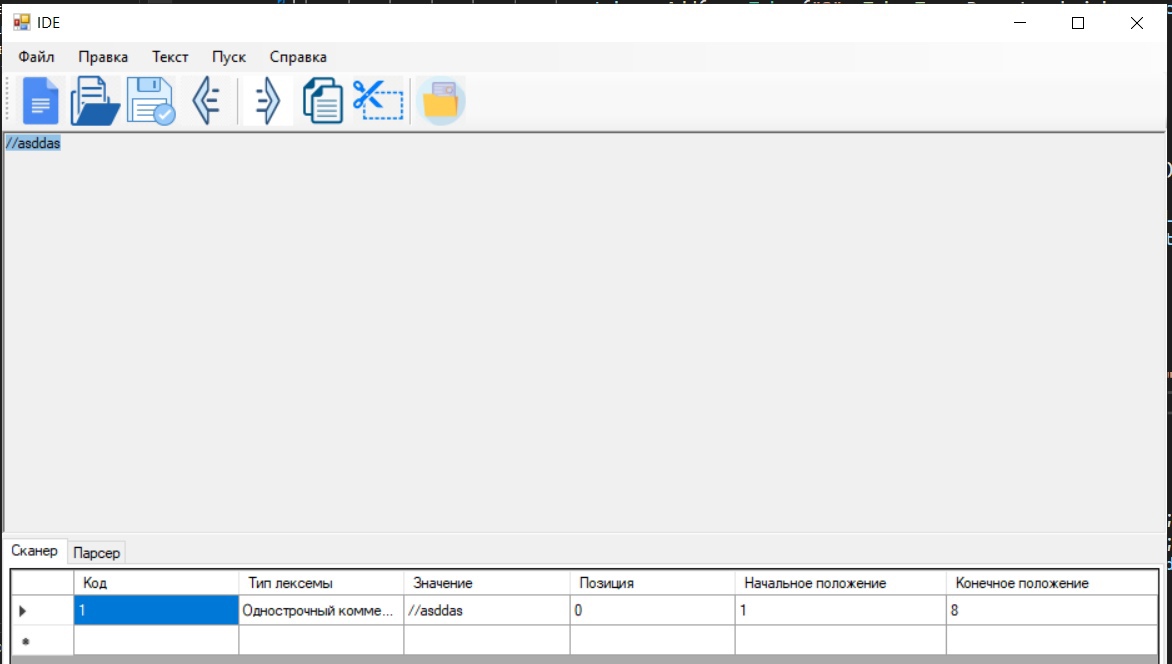 IDE
Файл Правка Текст Пуск Справка
//asddas
Сканер Парсер
Код Тип лексемы Значение Позиция Начальное положение Конечное положение
1 Однострочный комме... //asddas 0 1 8